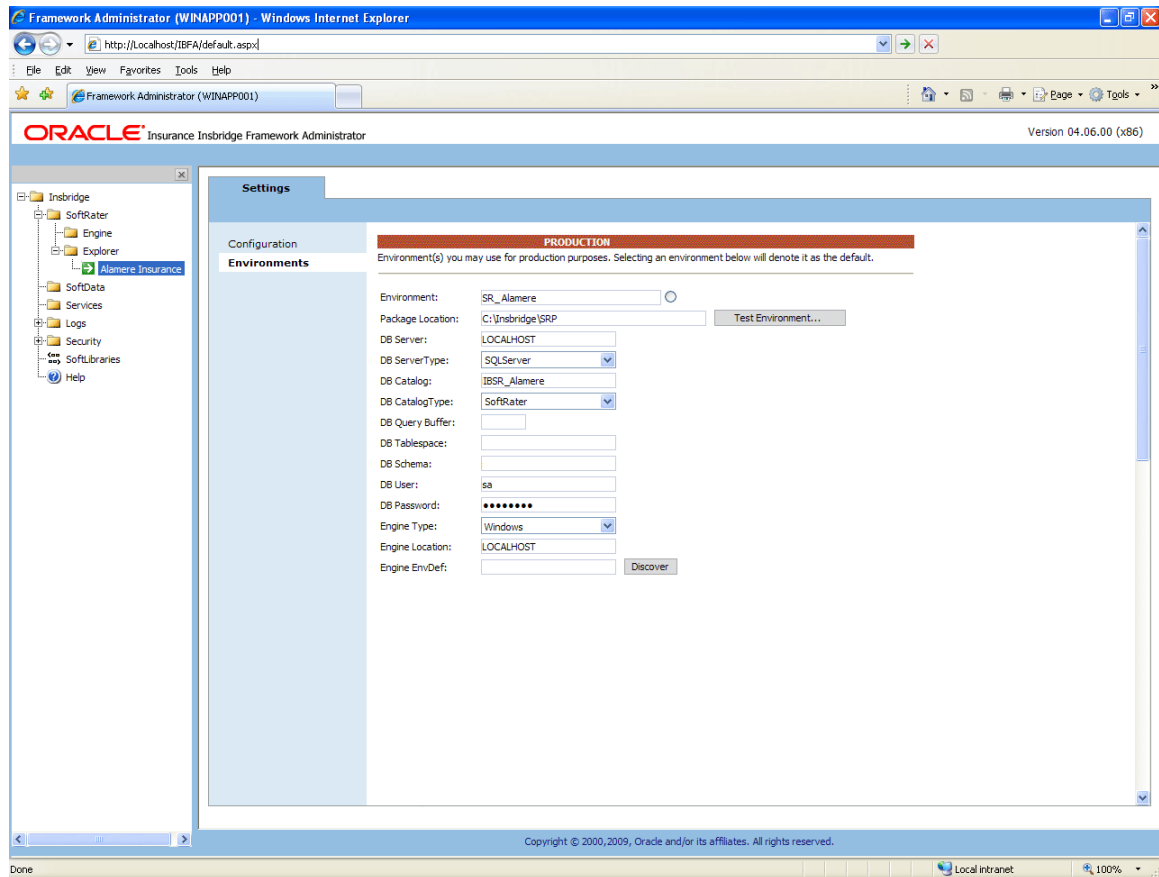 Framework Administrator (WINAPP001) - Windows Internet Explorer
http://Localhost/IBFA/default.aspx
File Edit View Favorites Tools Help
Framework Administrator (WINAPP001)
Page Tools »
ORACLE Insurance Insbridge Framework Administrator
Version 04.06.00 (x86)
Insbridge
SoftRater
Engine
Explorer
Alamere Insurance
SoftData
Services
Logs
Security
SoftLibraries
Help
Settings
Configuration
Environments
PRODUCTION
Environment(s) you may use for production purposes. Selecting an environment below will denote it as the default.
Environment: SR_Alamere
Package Location: C:\Insbridge\SRP Test Environment...
DB Server: LOCALHOST
DB ServerType: SQLServer
DB Catalog: IBSR_Alamere
DB CatalogType: SoftRater
DB Query Buffer:
DB Tablespace:
DB Schema:
DB User: sa
DB Password: ••••••••
Engine Type: Windows
Engine Location: LOCALHOST
Engine EnvDef: Discover
Copyright © 2000,2009, Oracle and/or its affiliates. All rights reserved.
Done Local intranet 100%